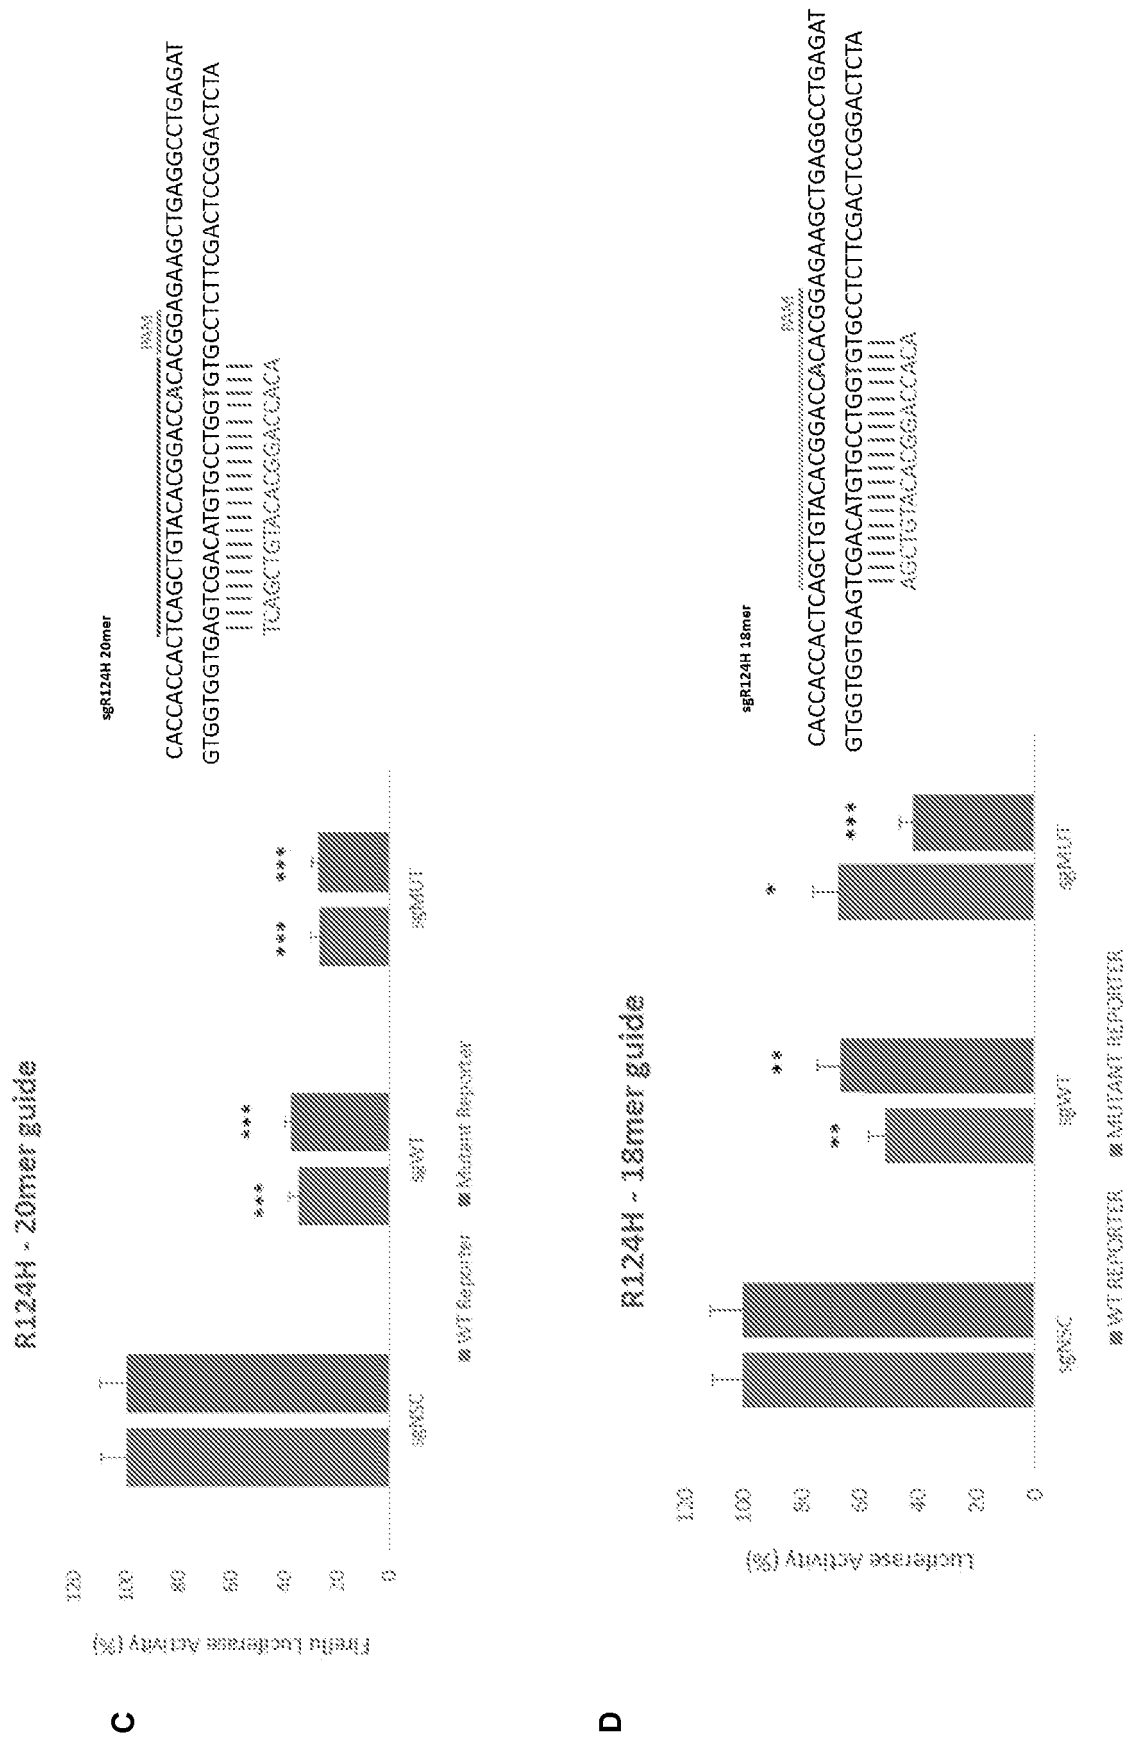 C
R124H - 20mer guide
Firefly Luciferase Activity (%)
120
100
80
60
40
20
0
***
***
***
***
sgNSC
sgWT
sgMUT
WT Reporter
Mutant Reporter
sgR124H 20mer
PAM
CACCACCACTCAGCTGTACACGGACCACACGGAGAAGCTGAGGCCTGAGAT
GTGGTGGTGAGTCGACATGTGCCTGGTGTGCCTCTTCGACTCCGGACTCTA
TCAGCTGTACACGGACCACA
D
R124H - 18mer guide
Luciferase Activity (%)
120
100
80
60
40
20
0
**
**
*
***
sgNSC
sgWT
sgMUT
WT REPORTER
MUTANT REPORTER
sgR124H 18mer
PAM
CACCACCACTCAGCTGTACACGGACCACACGGAGAAGCTGAGGCCTGAGAT
GTGGTGGTGAGTCGACATGTGCCTGGTGTGCCTCTTCGACTCCGGACTCTA
AGCTGTACACGGACCACA